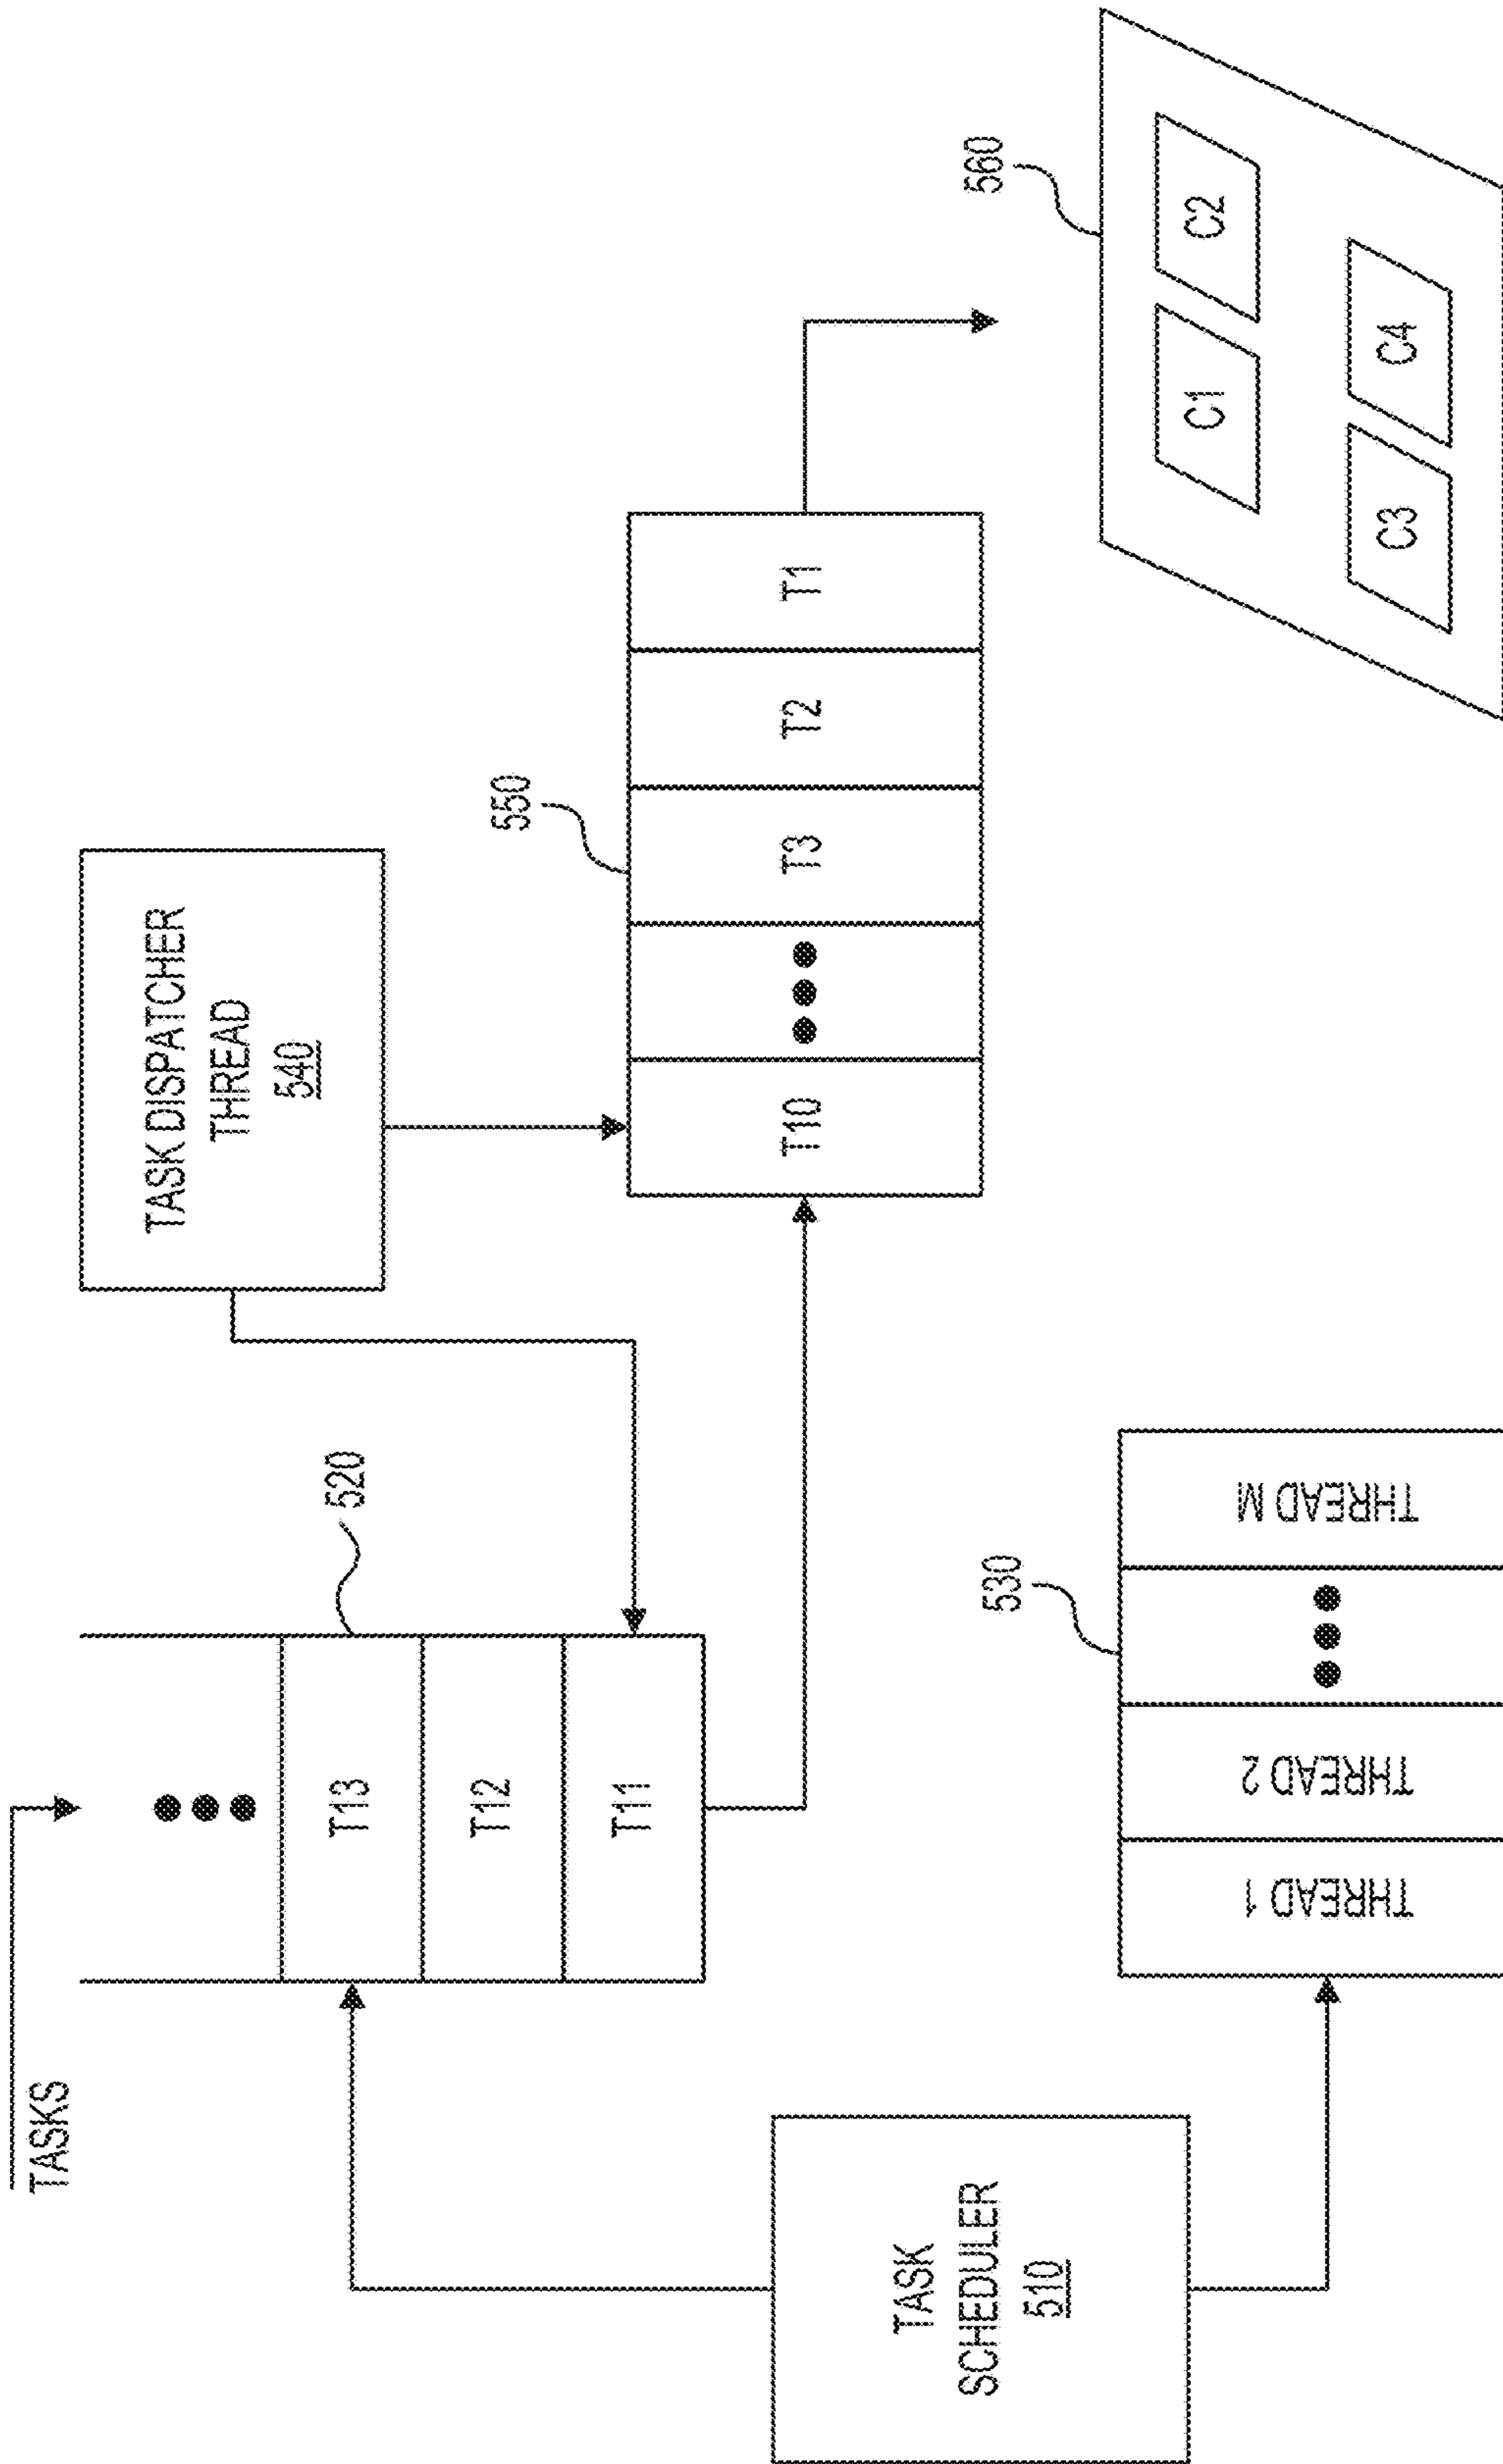 TASKS
TASK DISPATCHER
THREAD
540
520
T13
T12
T11
550
T10
T3
T2
T1
TASK
SCHEDULER
510
530
THREAD 1
THREAD 2
THREAD M
560
C1
C2
C3
C4